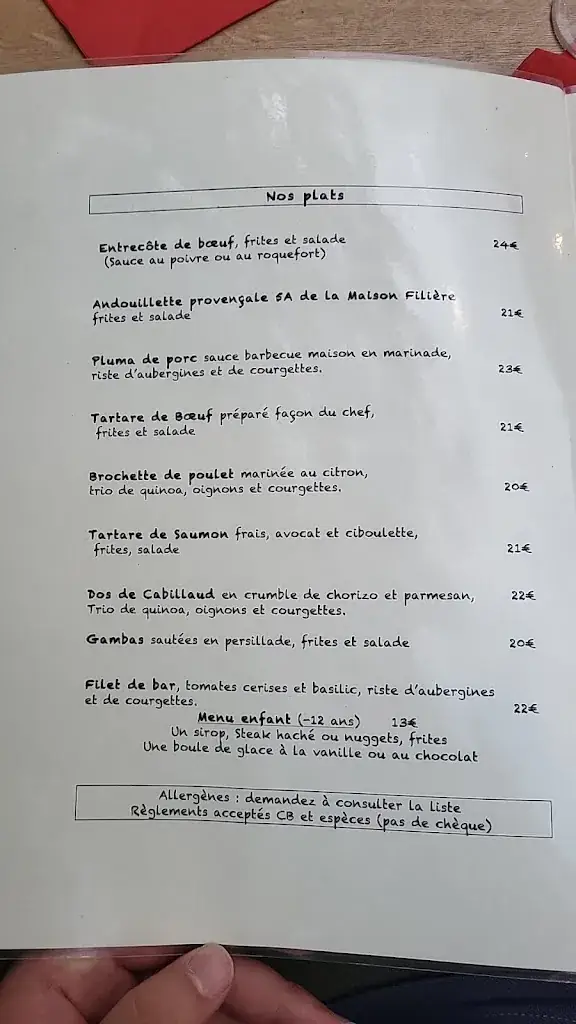 Nos plats
Entrecôte de bœuf, frites et salade 24€
(Sauce au poivre ou au roquefort)
Andouillette provençale 5A de la Maison Filière
frites et salade 21€
Pluma de porc sauce barbecue maison en marinade,
riste d'aubergines et de courgettes. 23€
Tartare de Bœuf préparé façon du chef,
frites et salade 21€
Brochette de poulet marinée au citron,
trio de quinoa, oignons et courgettes. 20€
Tartare de Saumon frais, avocat et ciboulette,
frites, salade 21€
Dos de Cabillaud en crumble de chorizo et parmesan, 22€
Trio de quinoa, oignons et courgettes.
Gambas sautées en persillade, frites et salade 20€
Filet de bar, tomates cerises et basilic, riste d'aubergines
et de courgettes. 22€
Menu enfant (-12 ans) 13€
Un sirop, Steak haché ou nuggets, frites
Une boule de glace à la vanille ou au chocolat
Allergènes : demandez à consulter la liste
Règlements acceptés CB et espèces (pas de chèque)